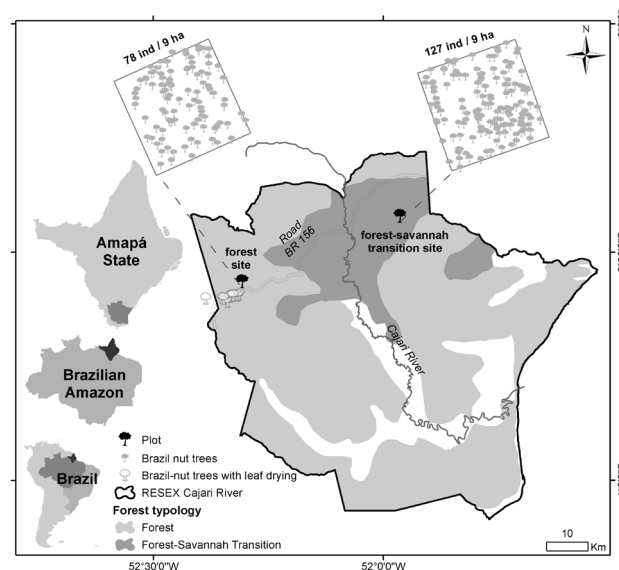 78 ind / 9 ha
127 ind / 9 ha
N
Amapá
State
Road
BR 156
forest
site
forest-savannah
transition site
Cajari River
Brazilian
Amazon
Brazil
Plot
Brazil nut trees
Brazil-nut trees with leaf drying
RESEX Cajari River
Forest typology
Forest
Forest-Savannah Transition
10
Km
52°30'0"W
52°0'0"W